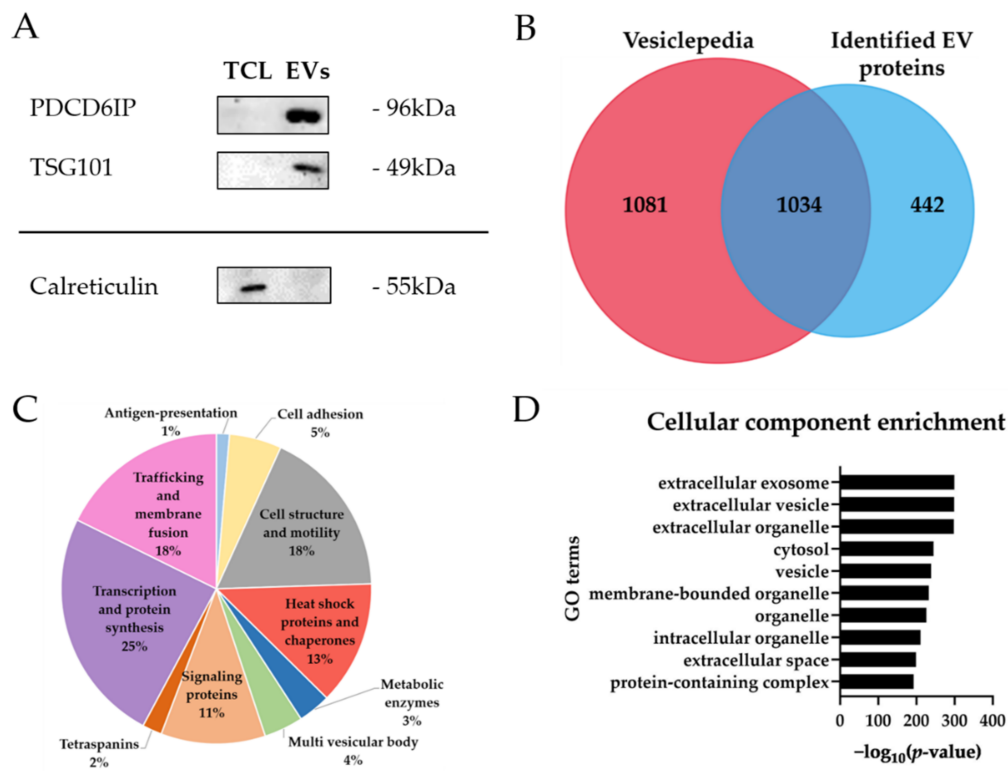 A
TCL EVs
PDCD6IP
- 96kDa
TSG101
- 49kDa
Calreticulin
- 55kDa
B
Vesiclepedia
Identified EV
proteins
1081
1034
442
C
Antigen-presentation
1%
Cell adhesion
5%
Trafficking
and
membrane
fusion
18%
Cell structure
and motility
18%
Transcription
and protein
synthesis
25%
Heat shock
proteins and
chaperones
13%
Signaling
proteins
11%
Metabolic
enzymes
3%
Tetraspanins
2%
Multi vesicular body
4%
D
Cellular component enrichment
GO terms
extracellular exosome
extracellular vesicle
extracellular organelle
cytosol
vesicle
membrane-bounded organelle
organelle
intracellular organelle
extracellular space
protein-containing complex
0 100 200 300 400
−log10(p-value)